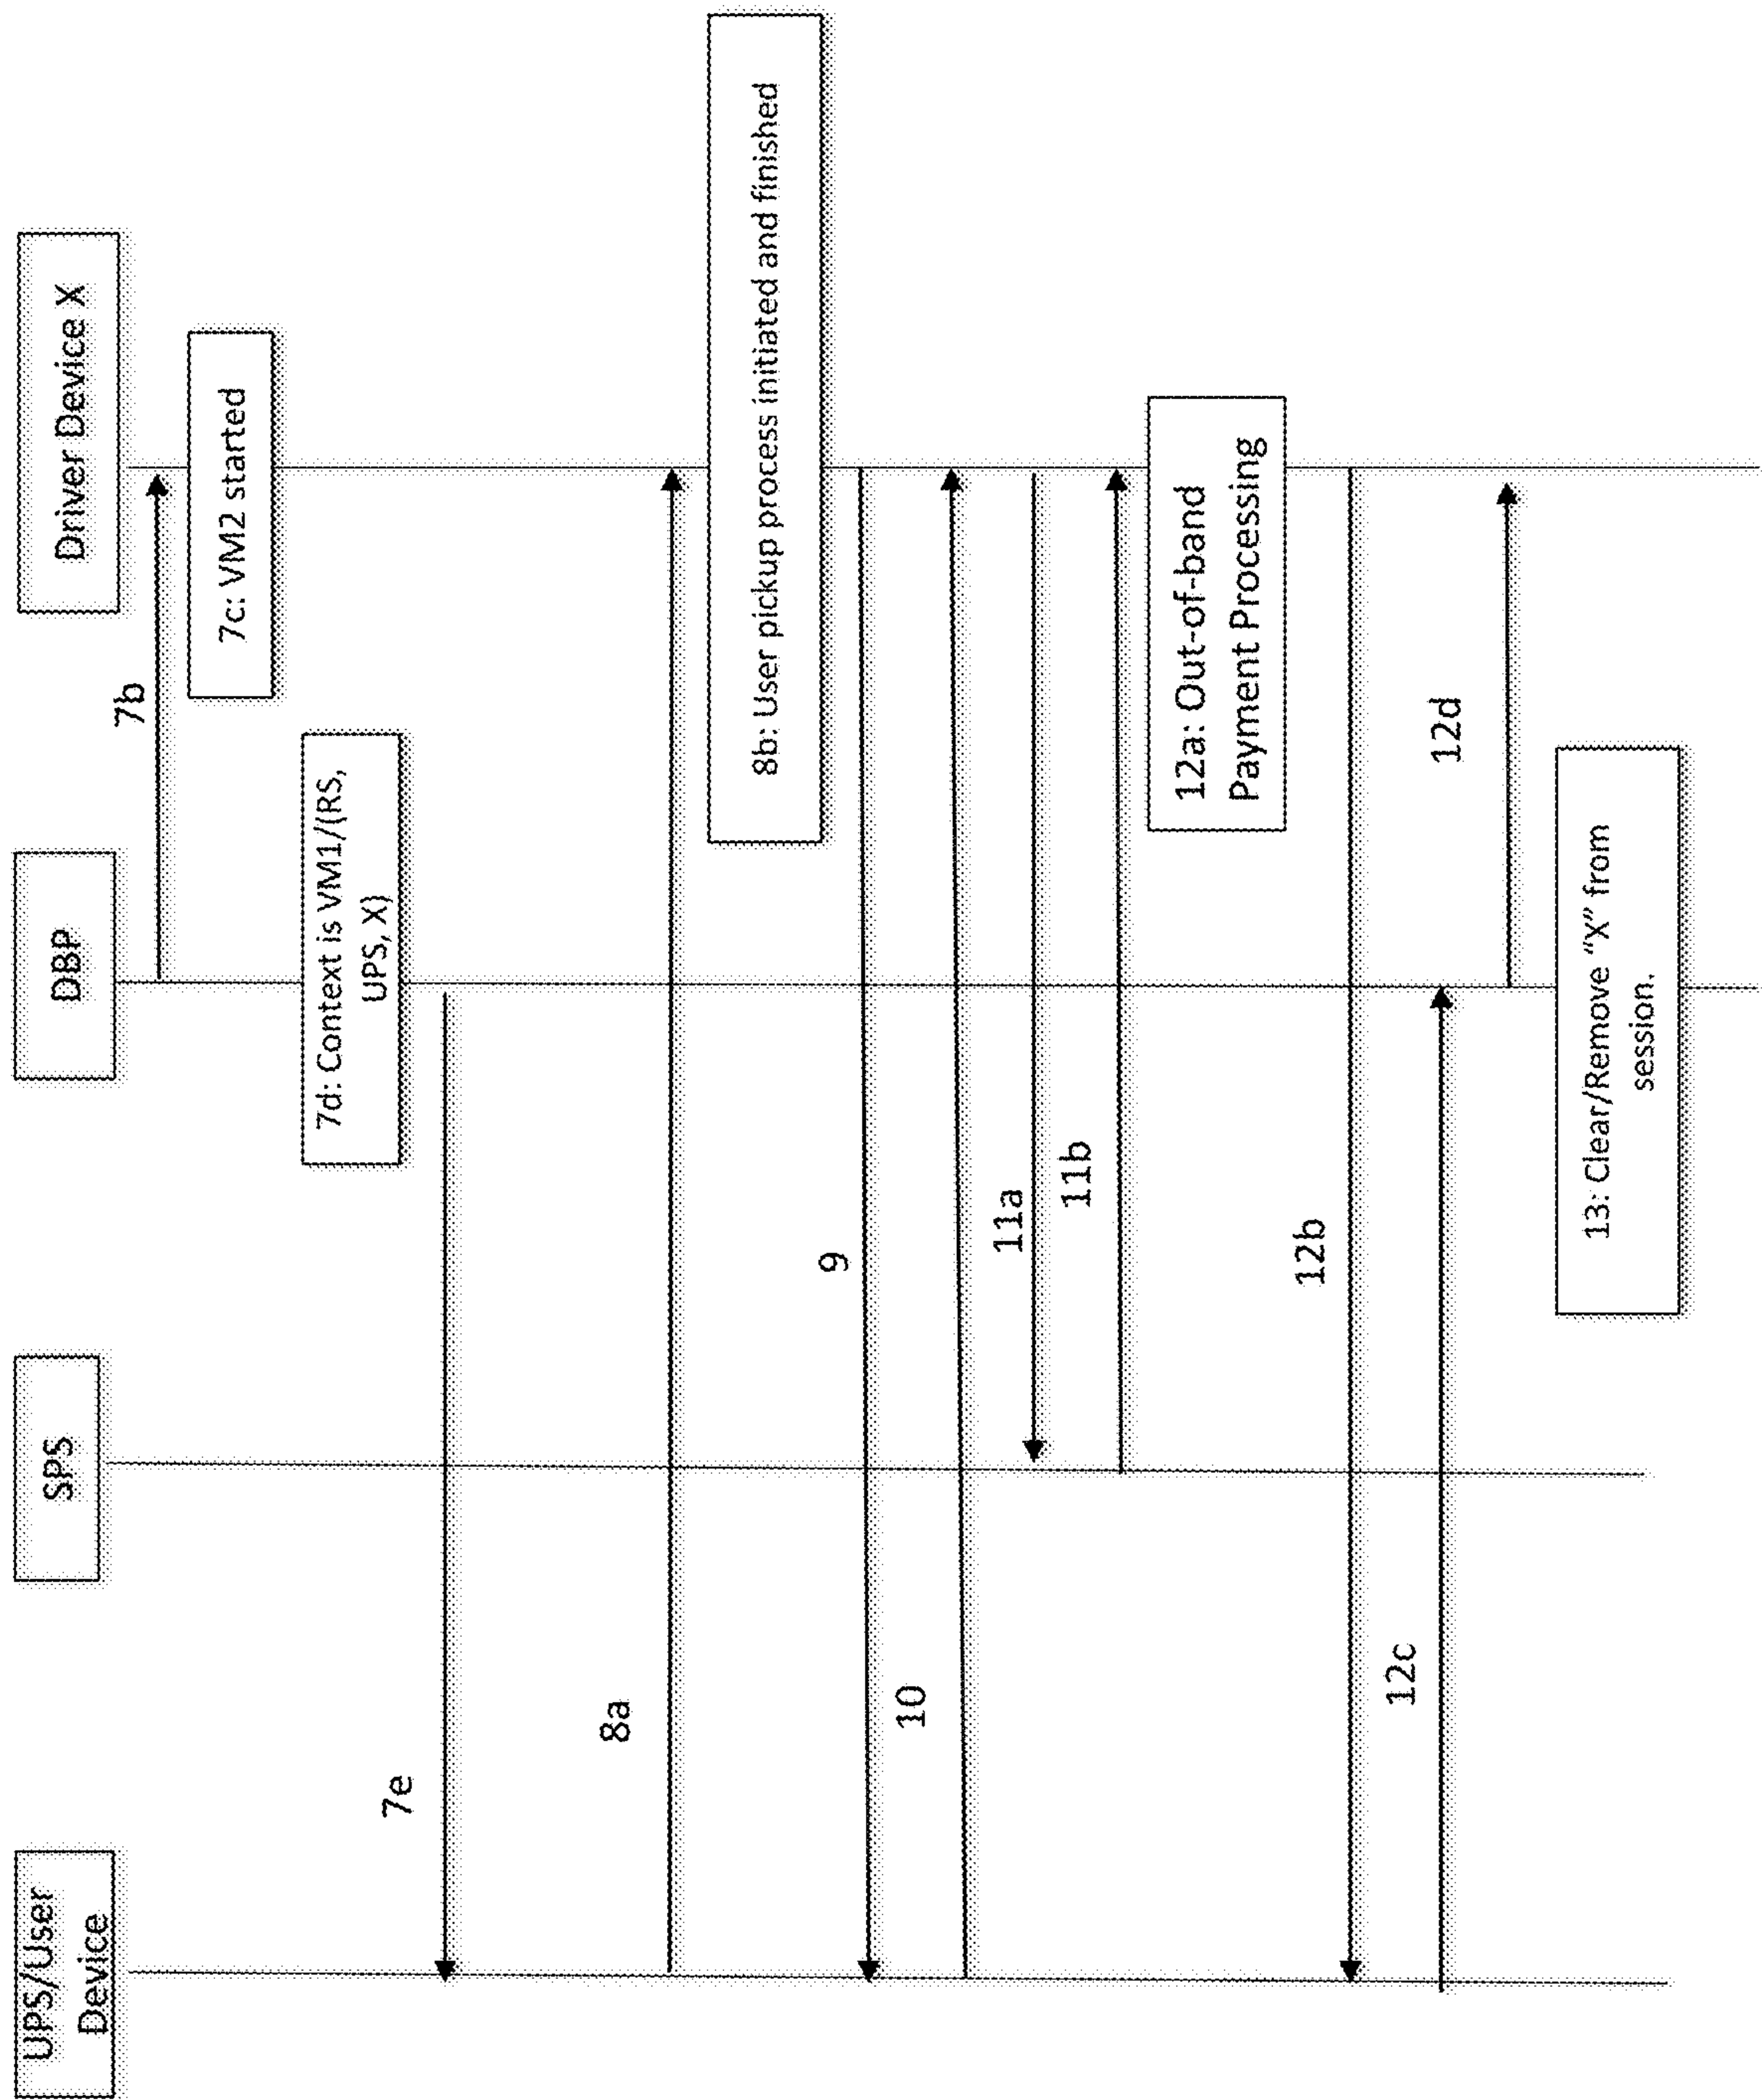 UPS/User
Device
SPS
DBP
Driver Device X
7b
7c: VM2 started
7d: Context is VM1/(RS,
UPS, X}
7e
8a
8b: User pickup process initiated and finished
9
10
11a
11b
12a: Out-of-band
Payment Processing
12b
12c
12d
13: Clear/Remove “X” from
session.